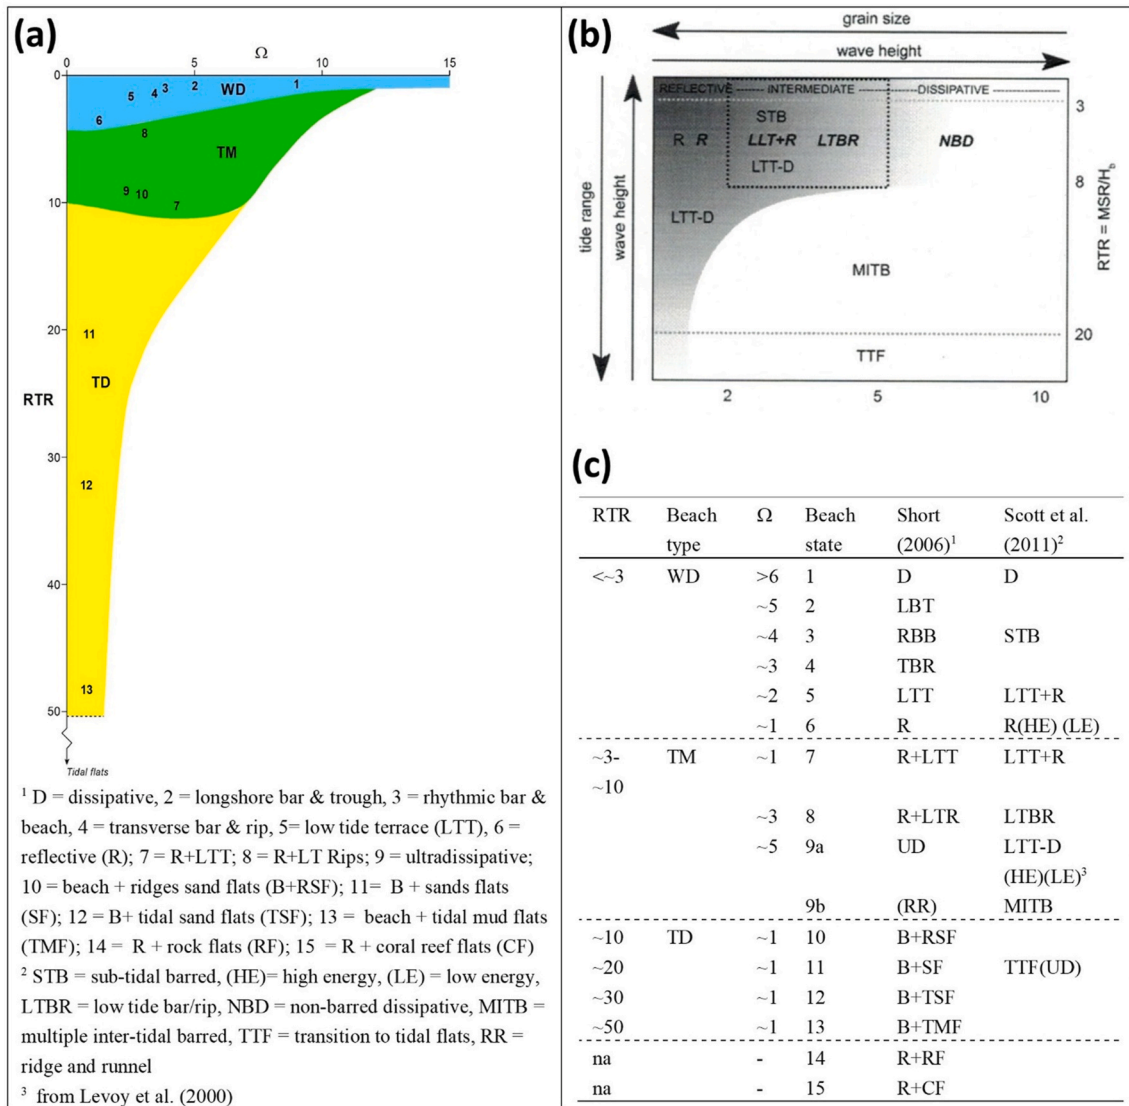 (a)
Ω
0 5 10 15
0
1
2
3
4
5
WD
6
8
TM
9 10
7
10
20
11
TD
RTR
30
12
40
13
50
Tidal flats
¹ D = dissipative, 2 = longshore bar & trough, 3 = rhythmic bar &
beach, 4 = transverse bar & rip, 5= low tide terrace (LTT), 6 =
reflective (R); 7 = R+LTT; 8 = R+LT Rips; 9 = ultradissipative;
10 = beach + ridges sand flats (B+RSF); 11= B + sands flats
(SF); 12 = B+ tidal sand flats (TSF); 13 = beach + tidal mud flats
(TMF); 14 = R + rock flats (RF); 15 = R + coral reef flats (CF)
² STB = sub-tidal barred, (HE)= high energy, (LE) = low energy,
LTBR = low tide bar/rip, NBD = non-barred dissipative, MITB =
multiple inter-tidal barred, TTF = transition to tidal flats, RR =
ridge and runnel
³ from Levoy et al. (2000)
(b)
grain size
wave height
tide range
wave height
REFLECTIVE ------ INTERMEDIATE ------ DISSIPATIVE ------
3
STB
R R LLT+R LTBR NBD
LTT-D
8
LTT-D
MITB
RTR = MSR/Hb
20
TTF
2 5 10
(c)
RTR Beach type Ω Beach state Short (2006)¹ Scott et al. (2011)²
<~3 WD >6 1 D D
~5 2 LBT
~4 3 RBB STB
~3 4 TBR
~2 5 LTT LTT+R
~1 6 R R(HE) (LE)
~3- TM ~1 7 R+LTT LTT+R
~10
~3 8 R+LTR LTBR
~5 9a UD LTT-D
(HE)(LE)³
9b (RR) MITB
~10 TD ~1 10 B+RSF
~20 ~1 11 B+SF TTF(UD)
~30 ~1 12 B+TSF
~50 ~1 13 B+TMF
na - 14 R+RF
na - 15 R+CF